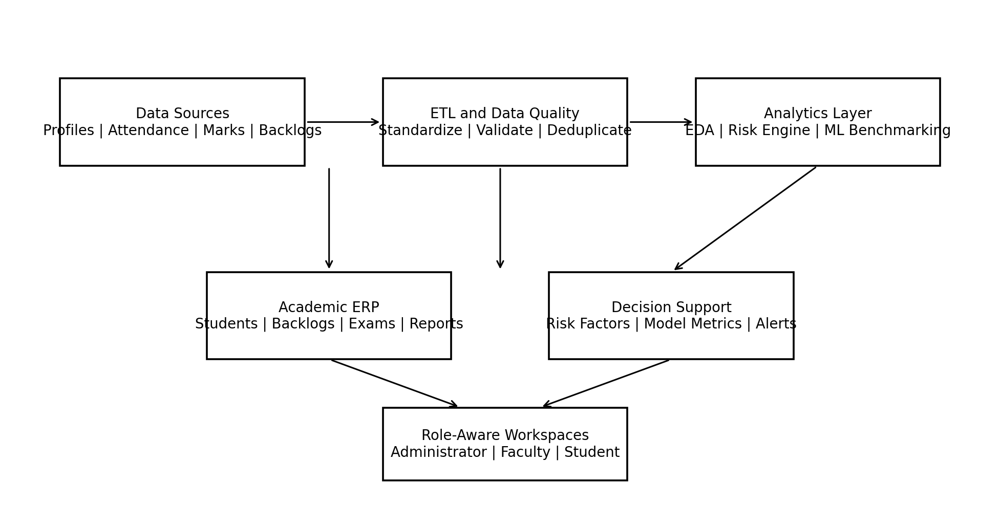 Data Sources
Profiles | Attendance | Marks | Backlogs
ETL and Data Quality
Standardize | Validate | Deduplicate
Analytics Layer
EDA | Risk Engine | ML Benchmarking
Academic ERP
Students | Backlogs | Exams | Reports
Decision Support
Risk Factors | Model Metrics | Alerts
Role-Aware Workspaces
Administrator | Faculty | Student